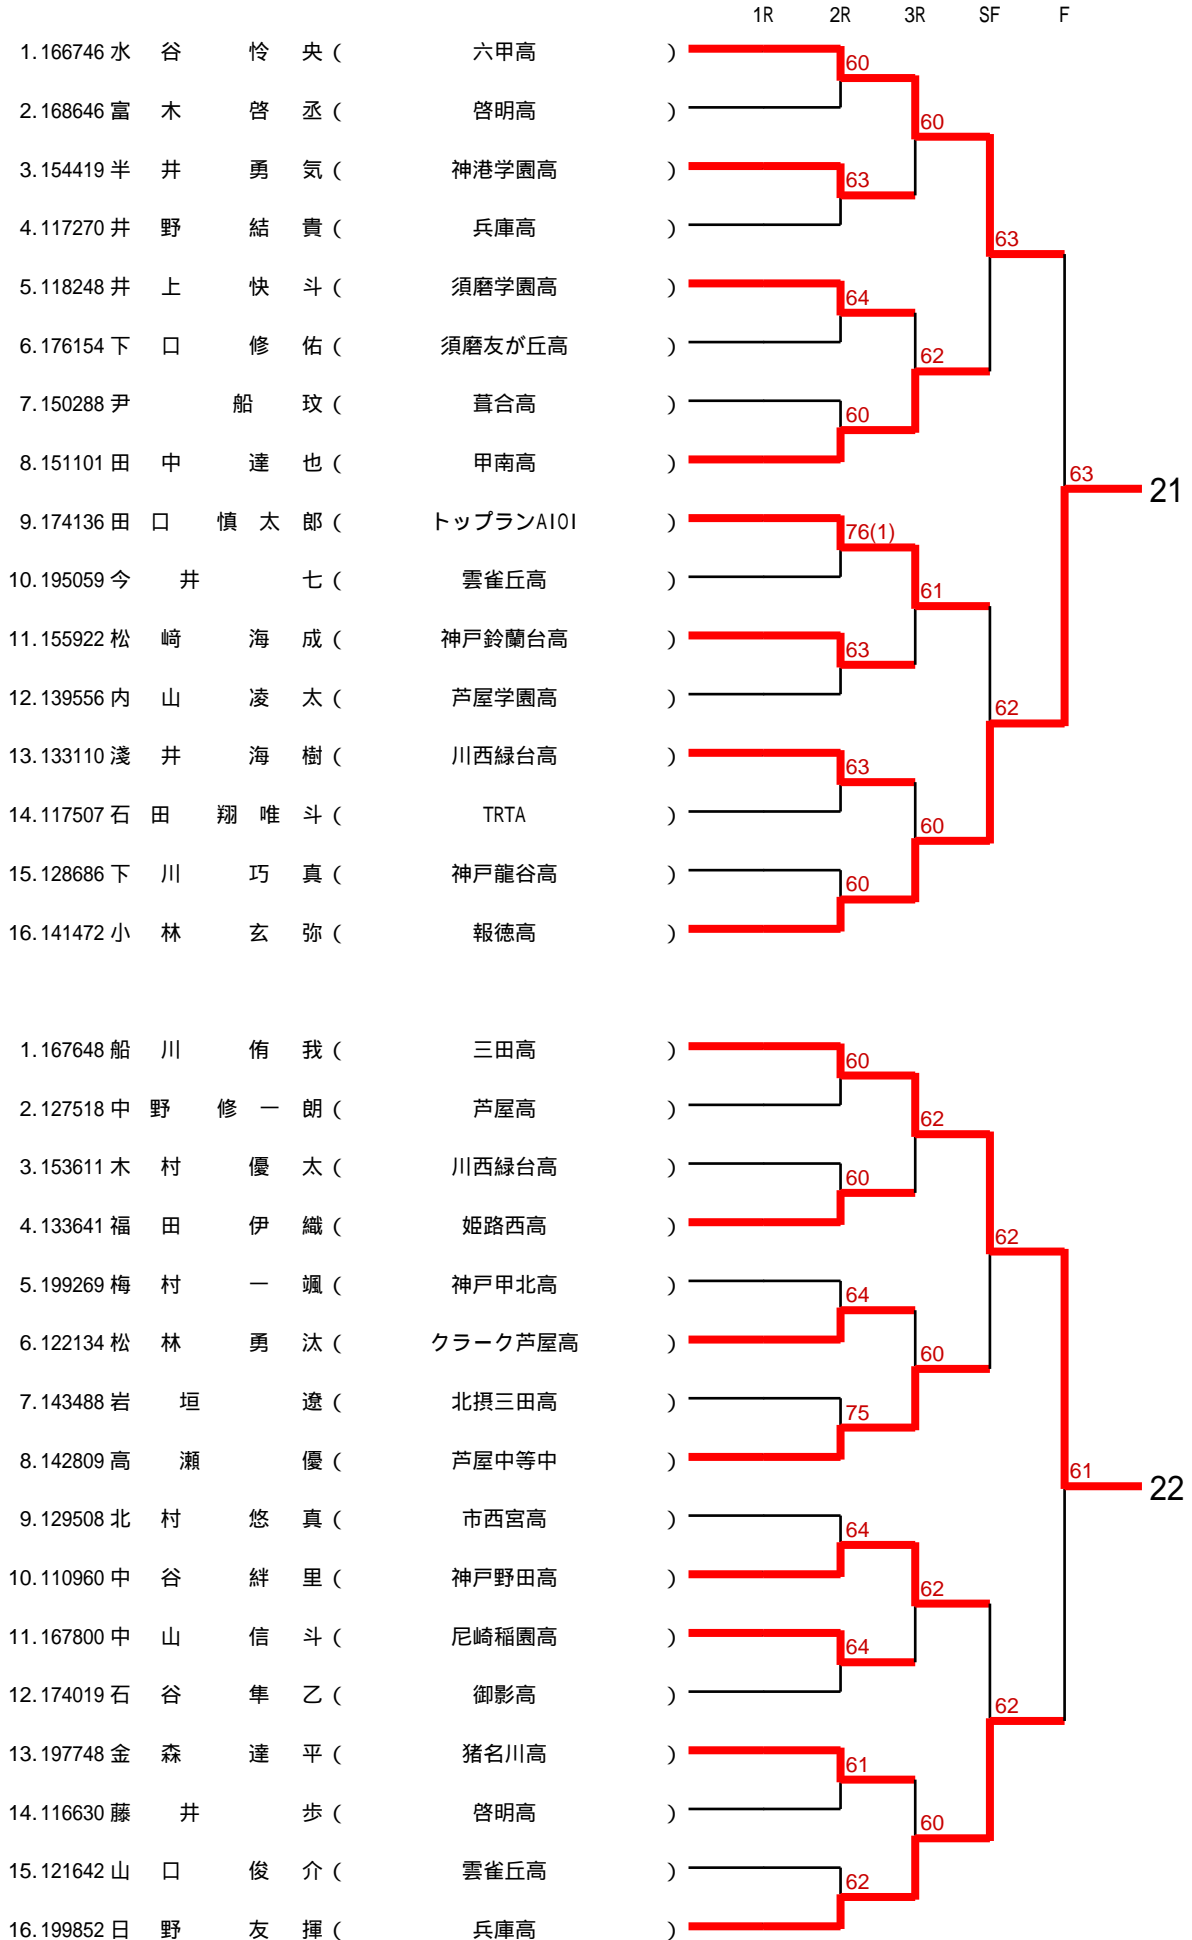 1R 2R 3R SF F
1.166746 水 谷 怜 央 ( 六甲高 )
60
2.168646 富 木 啓 丞 ( 啓明高 )
60
3.154419 半 井 勇 気 ( 神港学園高 )
63
4.117270 井 野 結 貴 ( 兵庫高 )
63
5.118248 井 上 快 斗 ( 須磨学園高 )
64
6.176154 下 口 修 佑 ( 須磨友が丘高 )
62
7.150288 尹 船 玟 ( 葺合高 )
60
8.151101 田 中 達 也 ( 甲南高 )
63 21
9.174136 田 口 慎 太 郎 ( トップランAIOI )
76(1)
10.195059 今 井 七 ( 雲雀丘高 )
61
11.155922 松 﨑 海 成 ( 神戸鈴蘭台高 )
63
12.139556 内 山 凌 太 ( 芦屋学園高 )
62
13.133110 淺 井 海 樹 ( 川西緑台高 )
63
14.117507 石 田 翔 唯 斗 ( TRTA )
60
15.128686 下 川 巧 真 ( 神戸龍谷高 )
60
16.141472 小 林 玄 弥 ( 報徳高 )
1.167648 船 川 侑 我 ( 三田高 )
60
2.127518 中 野 修 一 朗 ( 芦屋高 )
62
3.153611 木 村 優 太 ( 川西緑台高 )
60
4.133641 福 田 伊 織 ( 姫路西高 )
62
5.199269 梅 村 一 颯 ( 神戸甲北高 )
64
6.122134 松 林 勇 汰 ( クラーク芦屋高 )
60
7.143488 岩 垣 遼 ( 北摂三田高 )
75
8.142809 高 瀬 優 ( 芦屋中等中 )
61 22
9.129508 北 村 悠 真 ( 市西宮高 )
64
10.110960 中 谷 絆 里 ( 神戸野田高 )
62
11.167800 中 山 信 斗 ( 尼崎稲園高 )
64
12.174019 石 谷 隼 乙 ( 御影高 )
62
13.197748 金 森 達 平 ( 猪名川高 )
61
14.116630 藤 井 歩 ( 啓明高 )
60
15.121642 山 口 俊 介 ( 雲雀丘高 )
62
16.199852 日 野 友 揮 ( 兵庫高 )